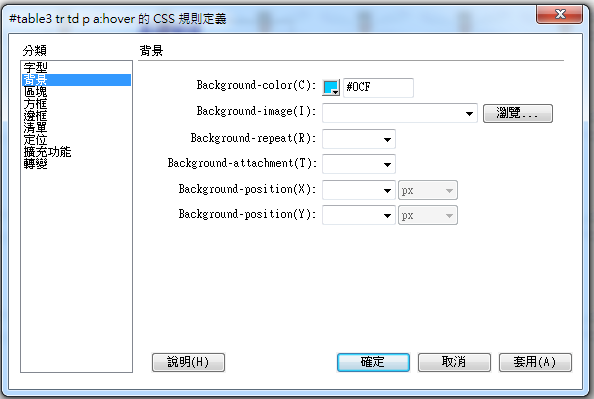 #table3 tr td p a:hover 的 CSS 規則定義
分類
字型
背景
區塊
方框
邊框
清單
定位
擴充功能
轉變
背景
Background-color(C): #0CF
Background-image(I): 瀏覽...
Background-repeat(R):
Background-attachment(T):
Background-position(X): px
Background-position(Y): px
說明(H) 確定 取消 套用(A)